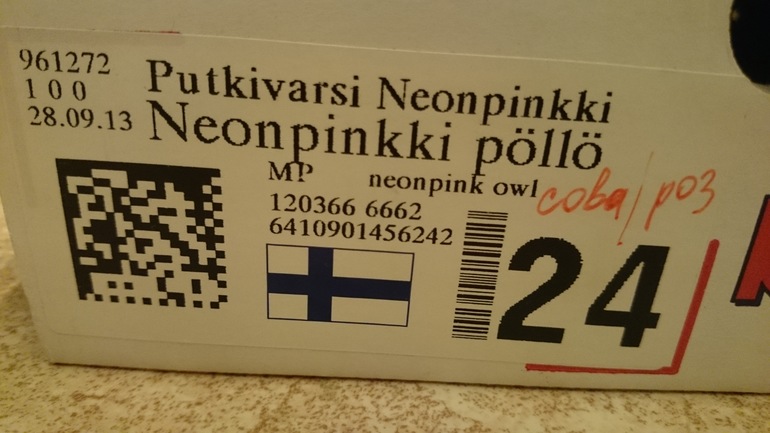 961272
100
28.09.13
Putkivarsi Neonpinkki
Neonpinkki pöllö
MP neonpink owl
сова/роз
120366 6662
6410901456242
24